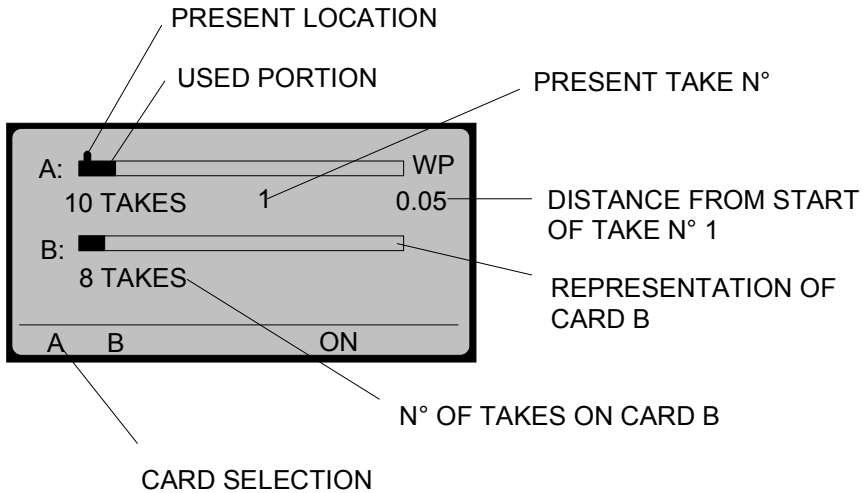 PRESENT LOCATION
USED PORTION
PRESENT TAKE N°
A:
WP
10 TAKES 1 0.05
DISTANCE FROM START
OF TAKE N° 1
B:
8 TAKES
REPRESENTATION OF
CARD B
A B ON
N° OF TAKES ON CARD B
CARD SELECTION